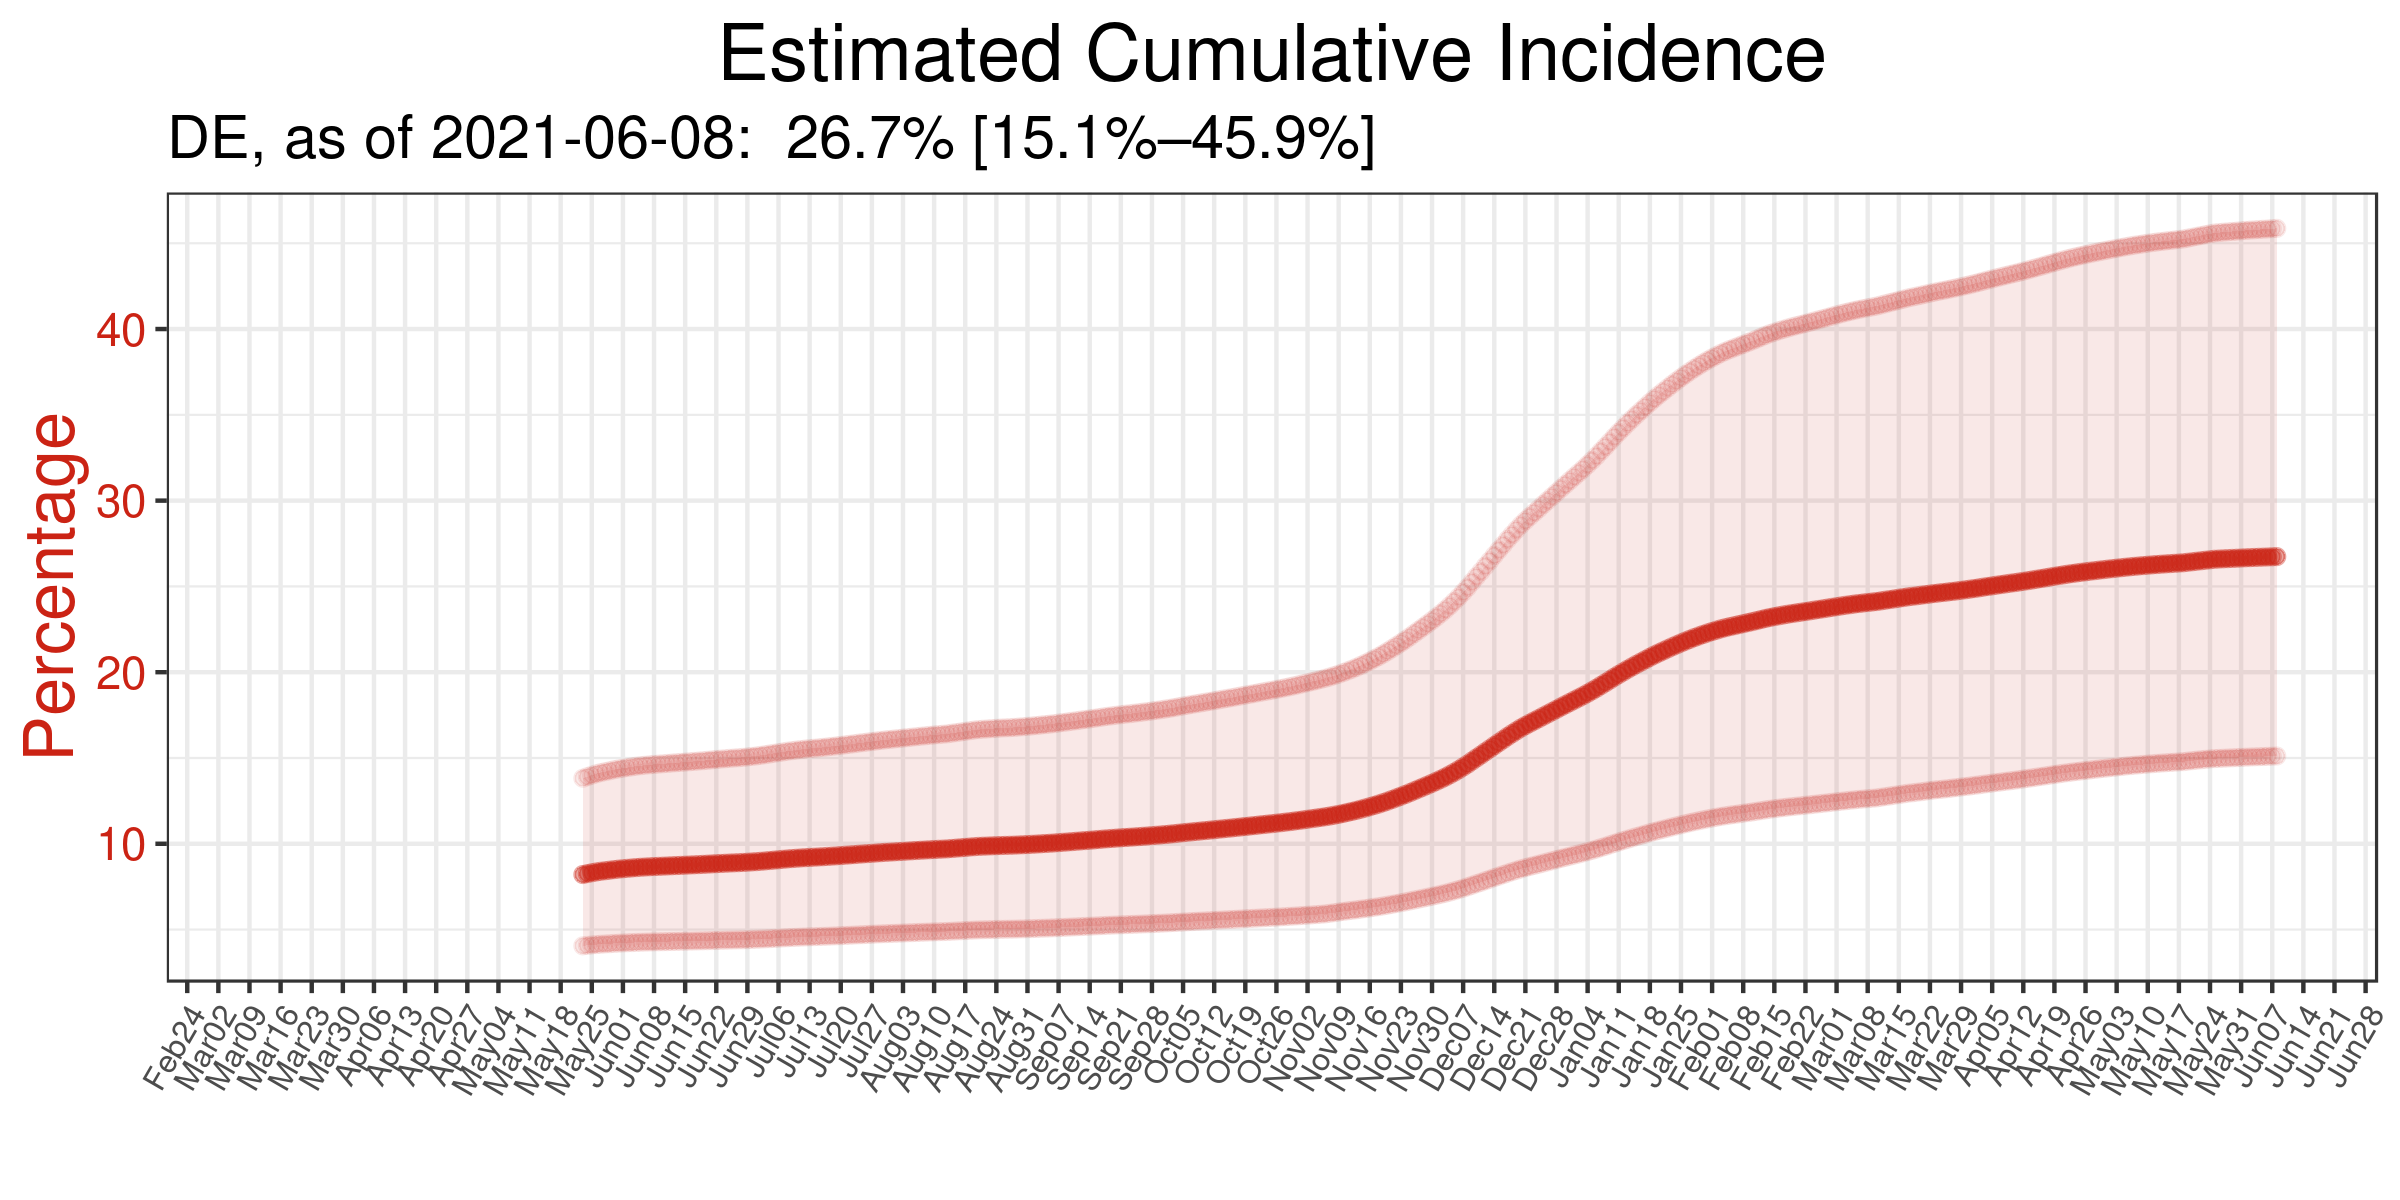 Estimated Cumulative Incidence
DE, as of 2021-06-08:  26.7% [15.1%–45.9%]
Percentage
40
30
20
10
Feb24
Mar02
Mar09
Mar16
Mar23
Mar30
Apr06
Apr13
Apr20
Apr27
May04
May11
May18
May25
Jun01
Jun08
Jun15
Jun22
Jun29
Jul06
Jul13
Jul20
Jul27
Aug03
Aug10
Aug17
Aug24
Aug31
Sep07
Sep14
Sep21
Sep28
Oct05
Oct12
Oct19
Oct26
Nov02
Nov09
Nov16
Nov23
Nov30
Dec07
Dec14
Dec21
Dec28
Jan04
Jan11
Jan18
Jan25
Feb01
Feb08
Feb15
Feb22
Mar01
Mar08
Mar15
Mar22
Mar29
Apr05
Apr12
Apr19
Apr26
May03
May10
May17
May24
May31
Jun07
Jun14
Jun21
Jun28